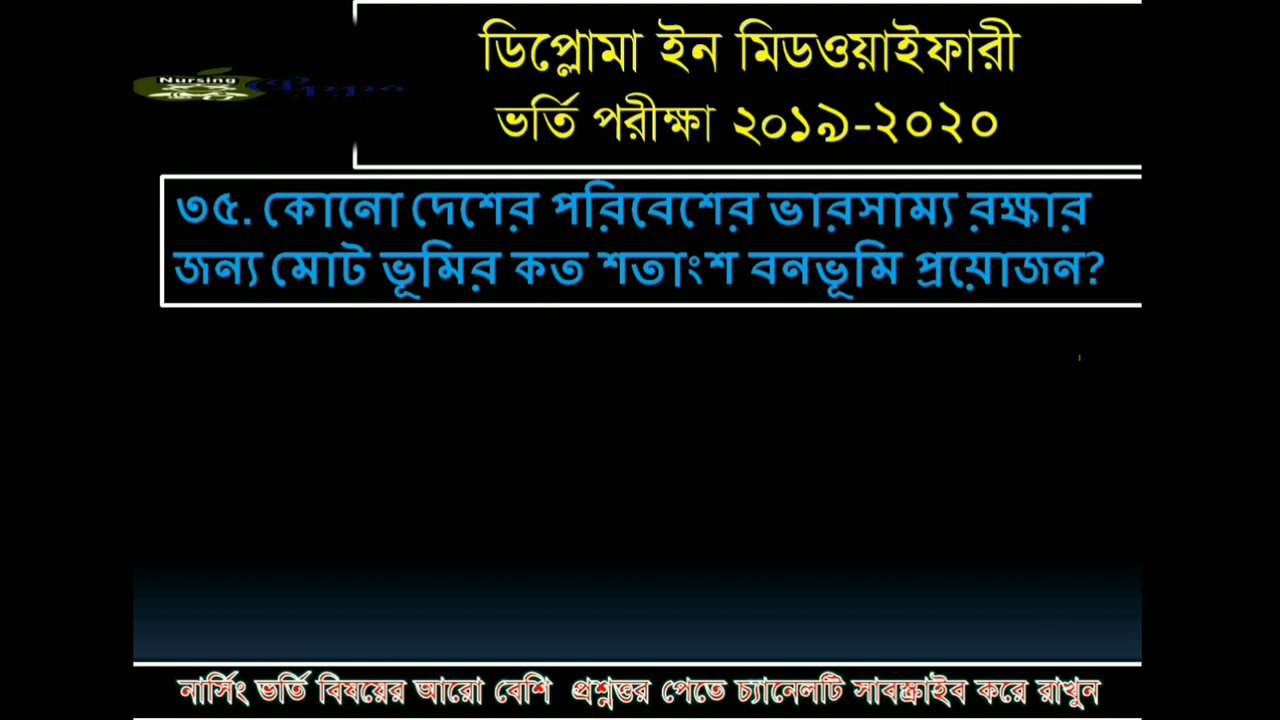 ডিপ্লোমা ইন মিডওয়াইফারী
Nursing
ভর্তি পরীক্ষা ২০১৯-২০২০
৩৫. কোনো দেশের পরিবেশের ভারসাম্য রক্ষার
জন্য মোট ভূমির কত শতাংশ বনভূমি প্রয়োজন?
নার্সিং ভর্তি বিষয়ের আরো বেশি প্রশ্নত্তর পেতে চ্যানেলটি সাবস্ক্রাইব করে রাখুন